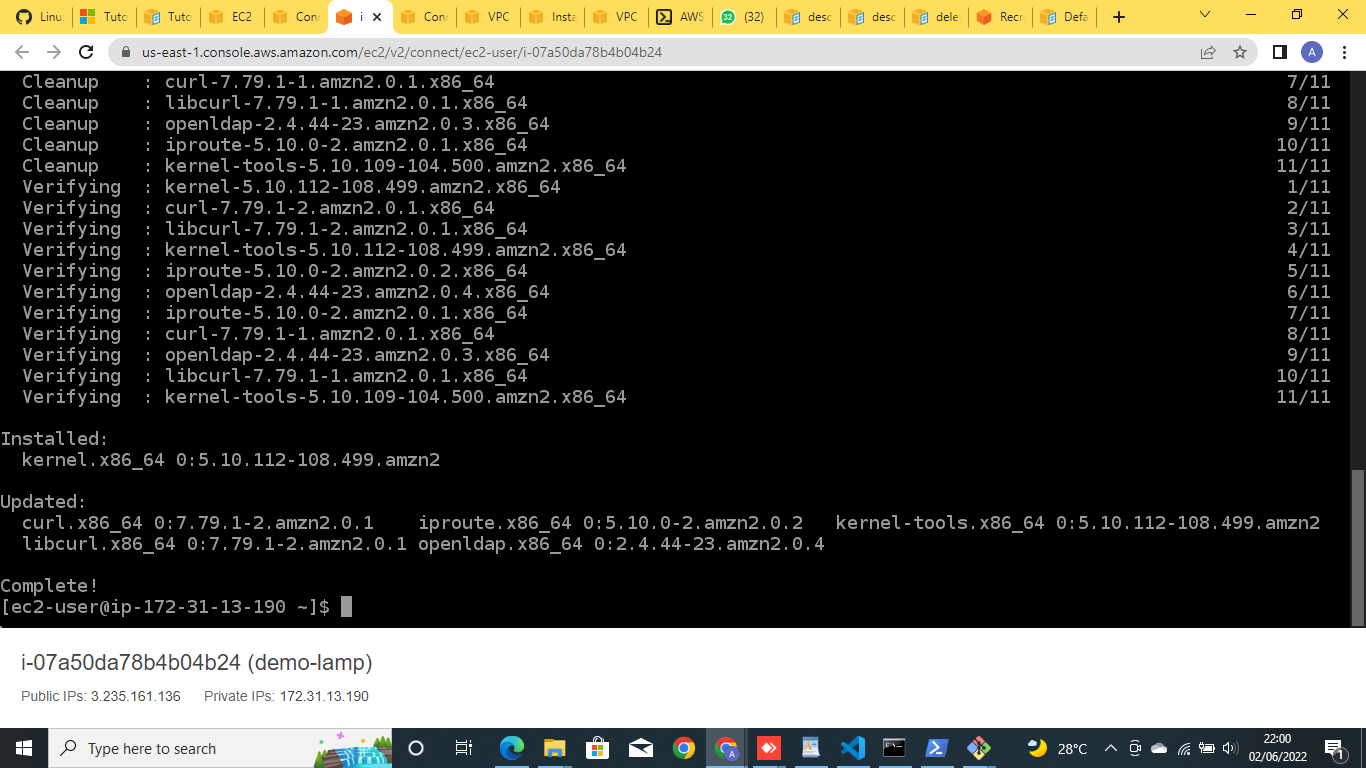 Linu
Tuto
Tuto
EC2
Con
i-
Con
VPC
Insta
VPC
AWS
(32)
32
desc
desc
dele
Recr
Defa
us-east-1.console.aws.amazon.com/ec2/v2/connect/ec2-user/i-07a50da78b4b04b24
A
Cleanup : curl-7.79.1-1.amzn2.0.1.x86_64 7/11
Cleanup : libcurl-7.79.1-1.amzn2.0.1.x86_64 8/11
Cleanup : openldap-2.4.44-23.amzn2.0.3.x86_64 9/11
Cleanup : iproute-5.10.0-2.amzn2.0.1.x86_64 10/11
Cleanup : kernel-tools-5.10.109-104.500.amzn2.x86_64 11/11
Verifying : kernel-5.10.112-108.499.amzn2.x86_64 1/11
Verifying : curl-7.79.1-2.amzn2.0.1.x86_64 2/11
Verifying : libcurl-7.79.1-2.amzn2.0.1.x86_64 3/11
Verifying : kernel-tools-5.10.112-108.499.amzn2.x86_64 4/11
Verifying : iproute-5.10.0-2.amzn2.0.2.x86_64 5/11
Verifying : openldap-2.4.44-23.amzn2.0.4.x86_64 6/11
Verifying : iproute-5.10.0-2.amzn2.0.1.x86_64 7/11
Verifying : curl-7.79.1-1.amzn2.0.1.x86_64 8/11
Verifying : openldap-2.4.44-23.amzn2.0.3.x86_64 9/11
Verifying : libcurl-7.79.1-1.amzn2.0.1.x86_64 10/11
Verifying : kernel-tools-5.10.109-104.500.amzn2.x86_64 11/11
Installed:
kernel.x86_64 0:5.10.112-108.499.amzn2
Updated:
curl.x86_64 0:7.79.1-2.amzn2.0.1 iproute.x86_64 0:5.10.0-2.amzn2.0.2 kernel-tools.x86_64 0:5.10.112-108.499.amzn2
libcurl.x86_64 0:7.79.1-2.amzn2.0.1 openldap.x86_64 0:2.4.44-23.amzn2.0.4
Complete!
[ec2-user@ip-172-31-13-190 ~]$
i-07a50da78b4b04b24 (demo-lamp)
Public IPs: 3.235.161.136 Private IPs: 172.31.13.190
Type here to search
A
28°C
22:00
02/06/2022
1